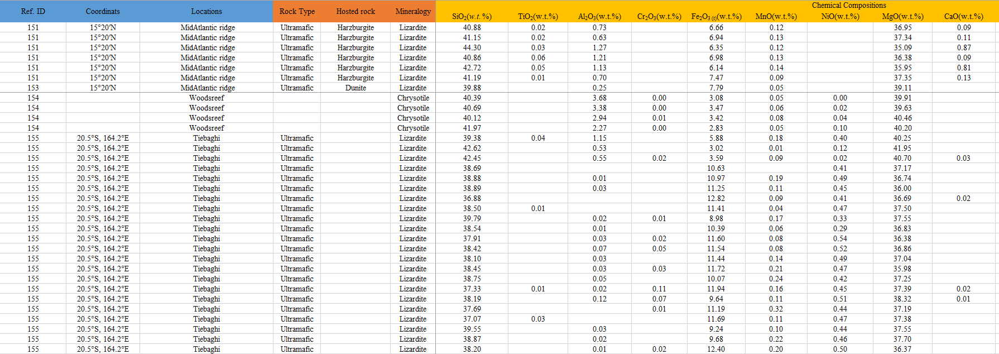 Chemical Compositions
Ref. ID Coordinats Locations Rock Type Hosted rock Mineralogy SiO₂(w.t. %) TiO₂(w.t.%) Al₂O₃(w.t.%) Cr₂O₃(w.t.%) Fe₂O₃ (t)(w.t.%) MnO(w.t.%) NiO(w.t.%) MgO(w.t.%) CaO(w.t.%)
151 15°20'N MidAtlantic ridge Ultramafic Harzburgite Lizardite 40.88 0.02 0.73 6.66 0.12 36.95 0.09
151 15°20'N MidAtlantic ridge Ultramafic Harzburgite Lizardite 41.15 0.02 0.63 6.94 0.13 37.34 0.11
151 15°20'N MidAtlantic ridge Ultramafic Harzburgite Lizardite 44.30 0.03 1.27 6.35 0.12 35.09 0.87
151 15°20'N MidAtlantic ridge Ultramafic Harzburgite Lizardite 40.86 0.06 1.21 6.98 0.13 36.38 0.09
151 15°20'N MidAtlantic ridge Ultramafic Harzburgite Lizardite 42.72 0.05 1.13 6.14 0.14 35.95 0.81
151 15°20'N MidAtlantic ridge Ultramafic Harzburgite Lizardite 41.19 0.01 0.70 7.47 0.09 37.35 0.13
153 15°20'N MidAtlantic ridge Ultramafic Dunite Lizardite 39.88 0.25 7.79 0.05 39.11
154 Woodsreef Chrysotile 40.39 3.68 0.00 3.08 0.05 0.00 39.91
154 Woodsreef Chrysotile 40.69 3.38 0.00 3.47 0.06 0.02 39.63
154 Woodsreef Chrysotile 40.12 2.94 0.01 3.42 0.08 0.04 40.46
154 Woodsreef Chrysotile 41.97 2.27 0.00 2.83 0.05 0.10 40.20
155 20.5°S, 164.2°E Tiebaghi Ultramafic Lizardite 39.38 0.04 1.15 5.88 0.18 0.40 40.25
155 20.5°S, 164.2°E Tiebaghi Ultramafic Lizardite 42.62 0.53 3.02 0.01 0.12 41.95
155 20.5°S, 164.2°E Tiebaghi Ultramafic Lizardite 42.45 0.55 0.02 3.59 0.09 0.02 40.70 0.03
155 20.5°S, 164.2°E Tiebaghi Ultramafic Lizardite 38.69 10.63 0.41 37.17
155 20.5°S, 164.2°E Tiebaghi Ultramafic Lizardite 38.88 0.01 10.97 0.19 0.49 36.74
155 20.5°S, 164.2°E Tiebaghi Ultramafic Lizardite 38.89 0.03 11.25 0.11 0.45 36.00
155 20.5°S, 164.2°E Tiebaghi Ultramafic Lizardite 36.88 12.82 0.09 0.41 36.69 0.02
155 20.5°S, 164.2°E Tiebaghi Ultramafic Lizardite 38.50 0.01 11.41 0.04 0.47 37.50
155 20.5°S, 164.2°E Tiebaghi Ultramafic Lizardite 39.79 0.02 0.01 8.98 0.17 0.33 37.55
155 20.5°S, 164.2°E Tiebaghi Ultramafic Lizardite 38.54 0.01 10.39 0.06 0.29 36.83
155 20.5°S, 164.2°E Tiebaghi Ultramafic Lizardite 37.91 0.03 0.02 11.60 0.08 0.54 36.38
155 20.5°S, 164.2°E Tiebaghi Ultramafic Lizardite 38.42 0.07 0.05 11.54 0.08 0.52 36.86
155 20.5°S, 164.2°E Tiebaghi Ultramafic Lizardite 38.10 0.03 11.44 0.14 0.49 37.04
155 20.5°S, 164.2°E Tiebaghi Ultramafic Lizardite 38.45 0.03 0.03 11.72 0.21 0.47 35.98
155 20.5°S, 164.2°E Tiebaghi Ultramafic Lizardite 38.75 0.05 10.07 0.24 0.42 37.25
155 20.5°S, 164.2°E Tiebaghi Ultramafic Lizardite 37.33 0.01 0.02 0.11 11.94 0.16 0.45 37.39 0.02
155 20.5°S, 164.2°E Tiebaghi Ultramafic Lizardite 38.19 0.12 0.07 9.64 0.11 0.51 38.32 0.01
155 20.5°S, 164.2°E Tiebaghi Ultramafic Lizardite 37.69 0.01 11.19 0.32 0.44 37.19
155 20.5°S, 164.2°E Tiebaghi Ultramafic Lizardite 37.07 0.03 11.69 0.11 0.47 37.38
155 20.5°S, 164.2°E Tiebaghi Ultramafic Lizardite 39.55 0.03 9.24 0.10 0.44 37.55
155 20.5°S, 164.2°E Tiebaghi Ultramafic Lizardite 38.87 0.02 9.68 0.22 0.46 37.70
155 20.5°S, 164.2°E Tiebaghi Ultramafic Lizardite 38.20 0.01 0.02 12.40 0.20 0.50 36.37